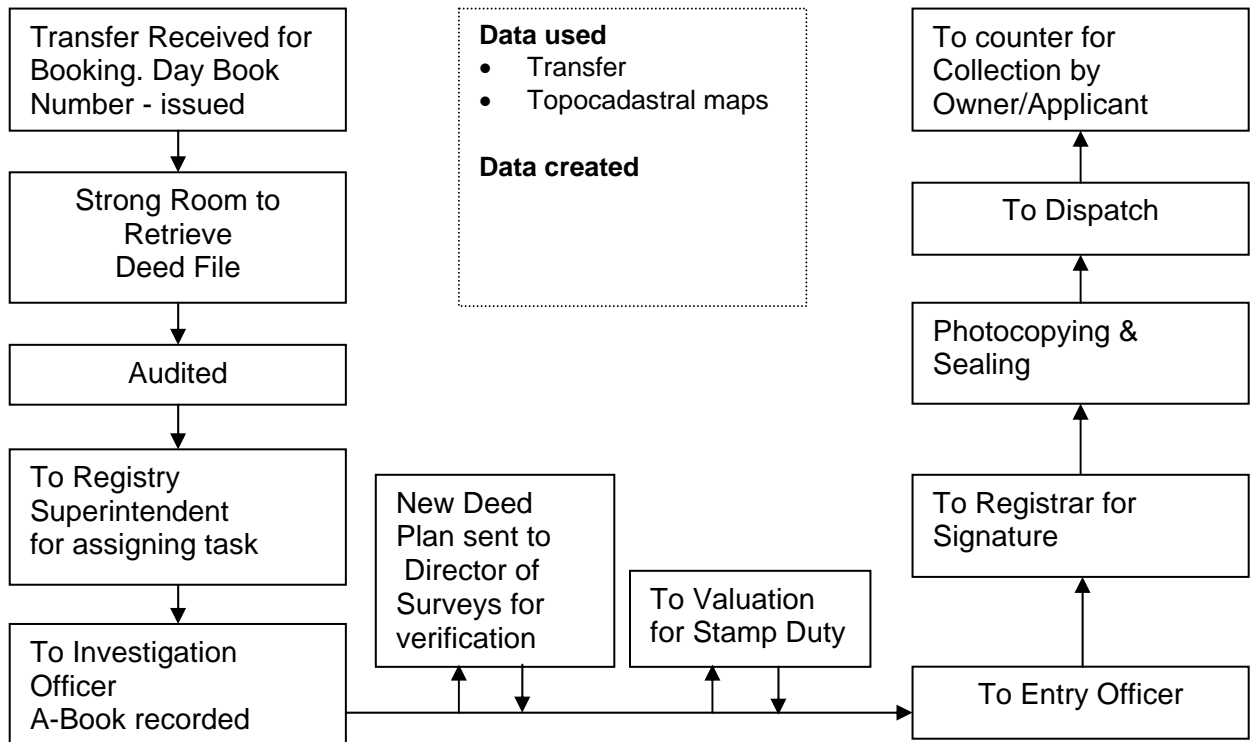 Transfer Received for
Booking. Day Book
Number - issued
Strong Room to
Retrieve
Deed File
Audited
To Registry
Superintendent
for assigning task
To Investigation
Officer
A-Book recorded
Data used
• Transfer
• Topocadastral maps
Data created
New Deed
Plan sent to
Director of
Surveys for
verification
To Valuation
for Stamp Duty
To Entry Officer
To Registrar for
Signature
Photocopying &
Sealing
To Dispatch
To counter for
Collection by
Owner/Applicant